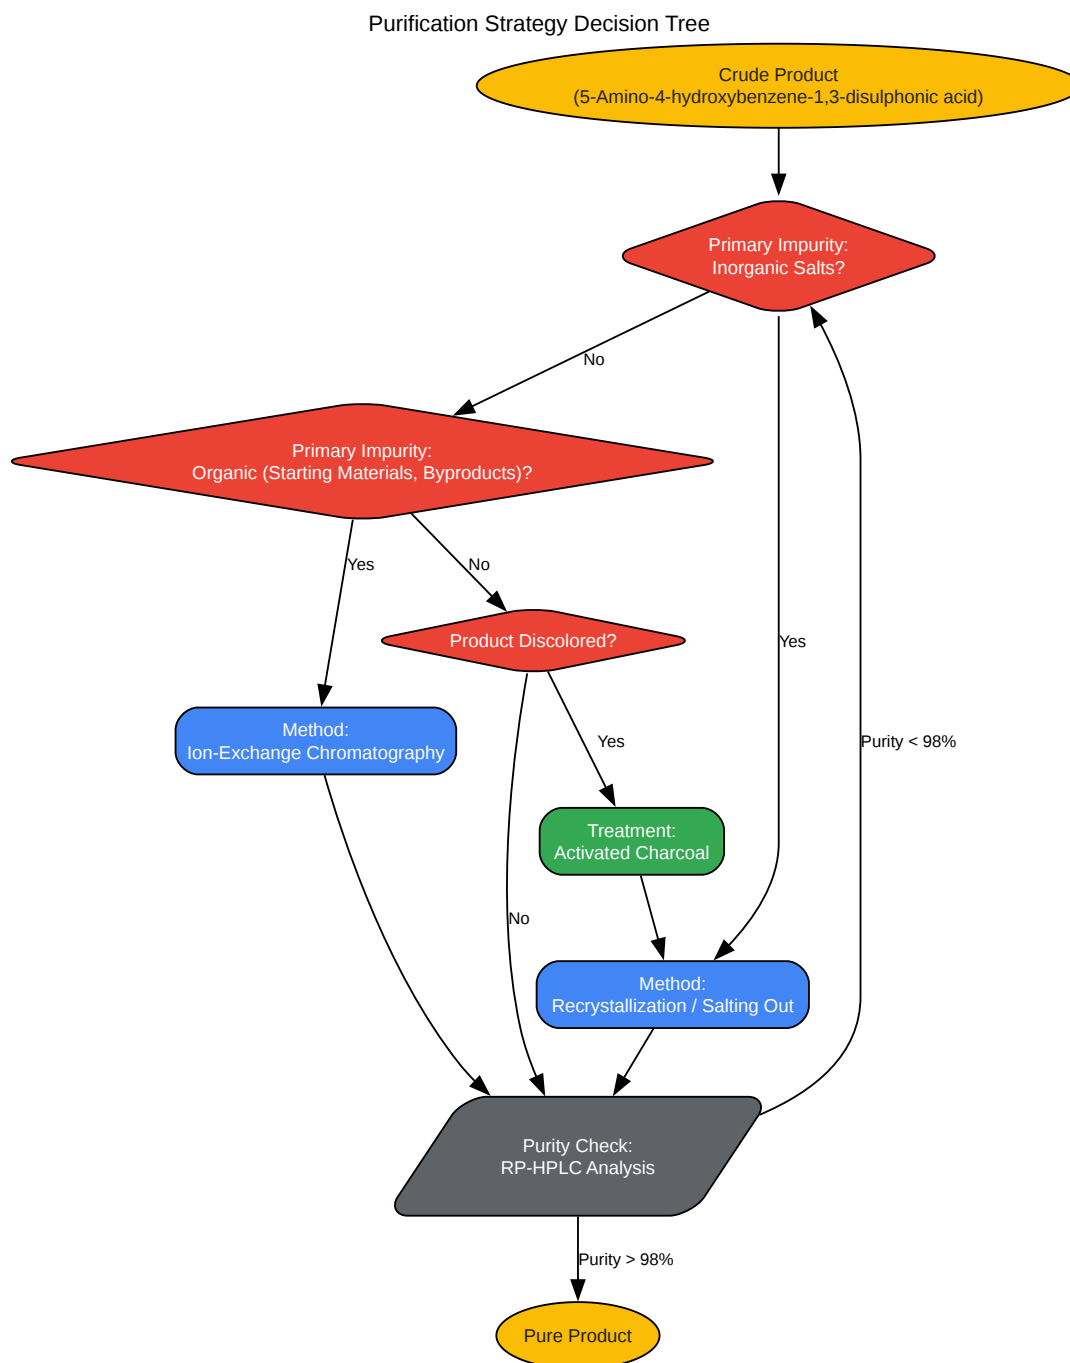 Purification Strategy Decision Tree
Crude Product
(5-Amino-4-hydroxybenzene-1,3-disulphonic acid)
Primary Impurity:
Inorganic Salts?
No
Primary Impurity:
Organic (Starting Materials, Byproducts)?
Yes
No
Product Discolored?
Yes
Method:
Ion-Exchange Chromatography
Yes
Purity < 98%
Treatment:
Activated Charcoal
No
Method:
Recrystallization / Salting Out
Purity Check:
RP-HPLC Analysis
Purity > 98%
Pure Product